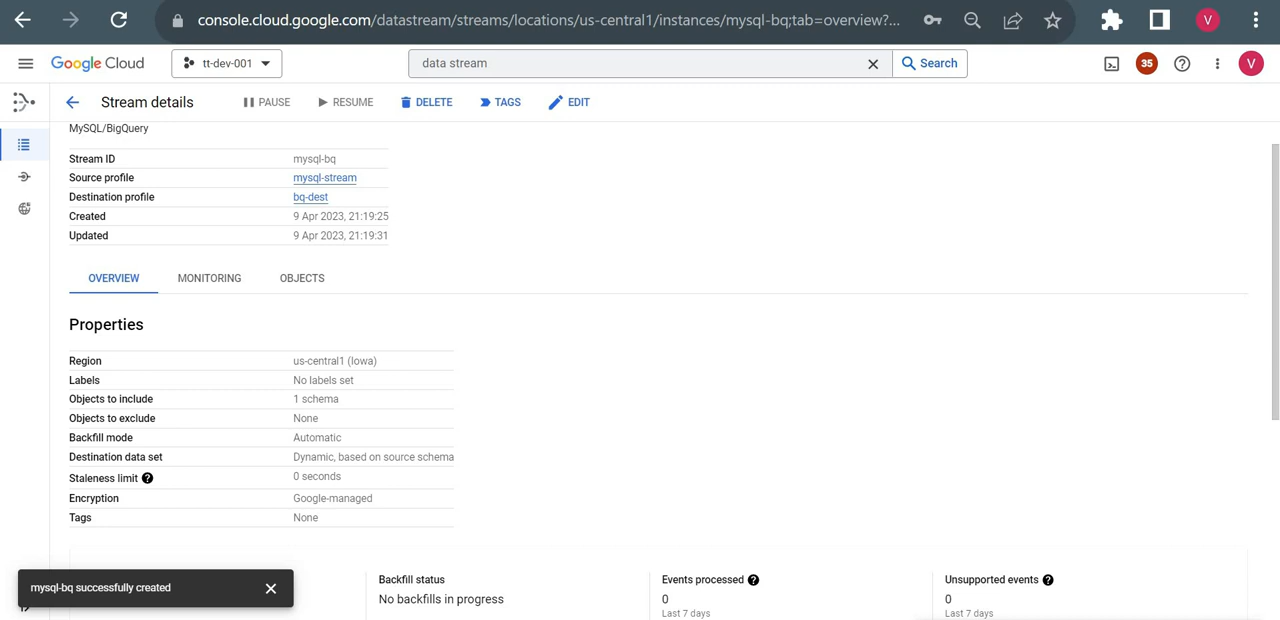 console.cloud.google.com/datastream/streams/locations/us-central1/instances/mysql-bq;tab=overview?...
V
Google Cloud
tt-dev-001
data stream
Search
35
V
Stream details
PAUSE
RESUME
DELETE
TAGS
EDIT
MySQL/BigQuery
Stream ID mysql-bq
Source profile mysql-stream
Destination profile bq-dest
Created 9 Apr 2023, 21:19:25
Updated 9 Apr 2023, 21:19:31
OVERVIEW MONITORING OBJECTS
Properties
Region us-central1 (Iowa)
Labels No labels set
Objects to include 1 schema
Objects to exclude None
Backfill mode Automatic
Destination data set Dynamic, based on source schema
Staleness limit 0 seconds
Encryption Google-managed
Tags None
mysql-bq successfully created
Backfill status
No backfills in progress
Events processed
0
Last 7 days
Unsupported events
0
Last 7 days